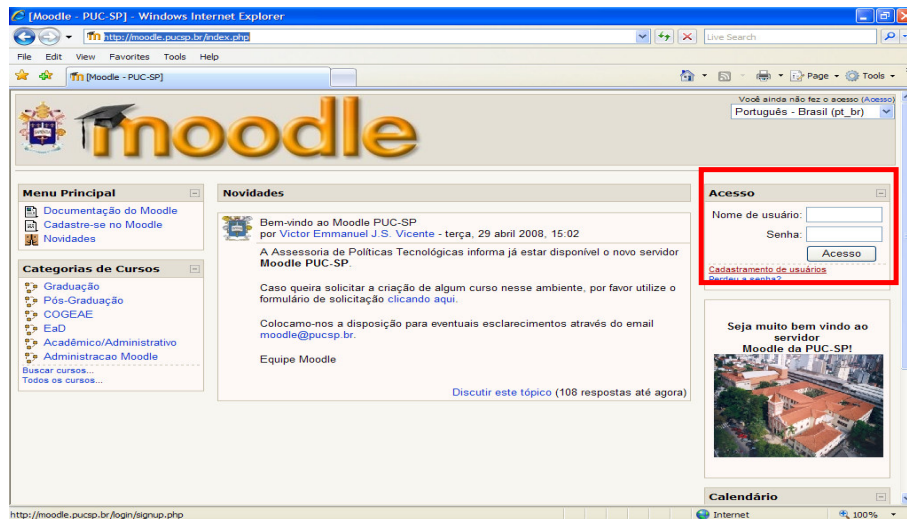 [Moodle - PUC-SP] - Windows Internet Explorer
http://moodle.pucsp.br/index.php
Live Search
File Edit View Favorites Tools Help
[Moodle - PUC-SP]
Page Tools
Você ainda não fez o acesso (Acesso)
Português - Brasil (pt_br)
moodle
Menu Principal
Documentação do Moodle
Cadastre-se no Moodle
Novidades
Categorias de Cursos
Graduação
Pós-Graduação
COGEAE
EaD
Acadêmico/Administrativo
Administracao Moodle
Buscar cursos...
Todos os cursos...
Novidades
Bem-vindo ao Moodle PUC-SP
por Victor Emmanuel J.S. Vicente - terça, 29 abril 2008, 15:02
A Assessoria de Políticas Tecnológicas informa já estar disponível o novo servidor
Moodle PUC-SP.
Caso queira solicitar a criação de algum curso nesse ambiente, por favor utilize o
formulário de solicitação clicando aqui.
Colocamo-nos a disposição para eventuais esclarecimentos através do email
moodle@pucsp.br.
Equipe Moodle
Discutir este tópico (108 respostas até agora)
Acesso
Nome de usuário:
Senha:
Acesso
Cadastramento de usuários
Perdeu a senha?
Seja muito bem vindo ao
servidor
Moodle da PUC-SP!
Calendário
http://moodle.pucsp.br/login/signup.php
Internet
100%